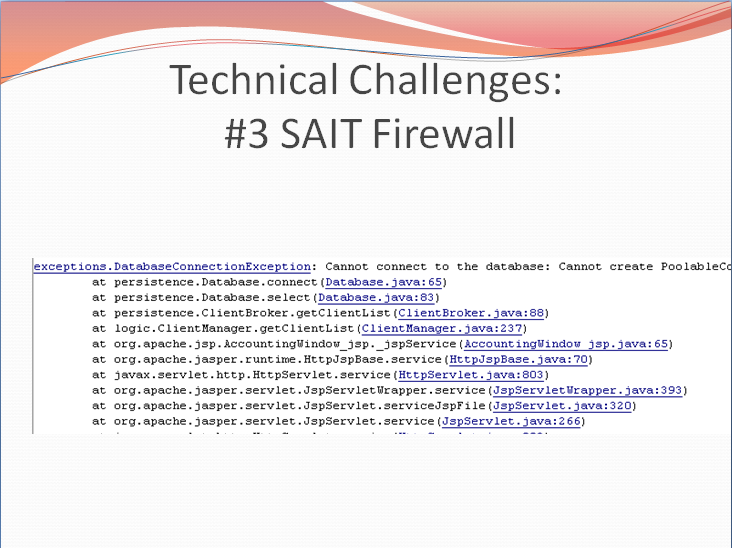 Technical Challenges:
#3 SAIT Firewall
exceptions.DatabaseConnectionException: Cannot connect to the database: Cannot create PoolableCo
at persistence.Database.connect(Database.java:65)
at persistence.Database.select(Database.java:83)
at persistence.ClientBroker.getClientList(ClientBroker.java:88)
at logic.ClientManager.getClientList(ClientManager.java:237)
at org.apache.jsp.AccountingWindow_jsp._jspService(AccountingWindow_jsp.java:65)
at org.apache.jasper.runtime.HttpJspBase.service(HttpJspBase.java:70)
at javax.servlet.http.HttpServlet.service(HttpServlet.java:803)
at org.apache.jasper.servlet.JspServletWrapper.service(JspServletWrapper.java:393)
at org.apache.jasper.servlet.JspServlet.serviceJspFile(JspServlet.java:320)
at org.apache.jasper.servlet.JspServlet.service(JspServlet.java:266)